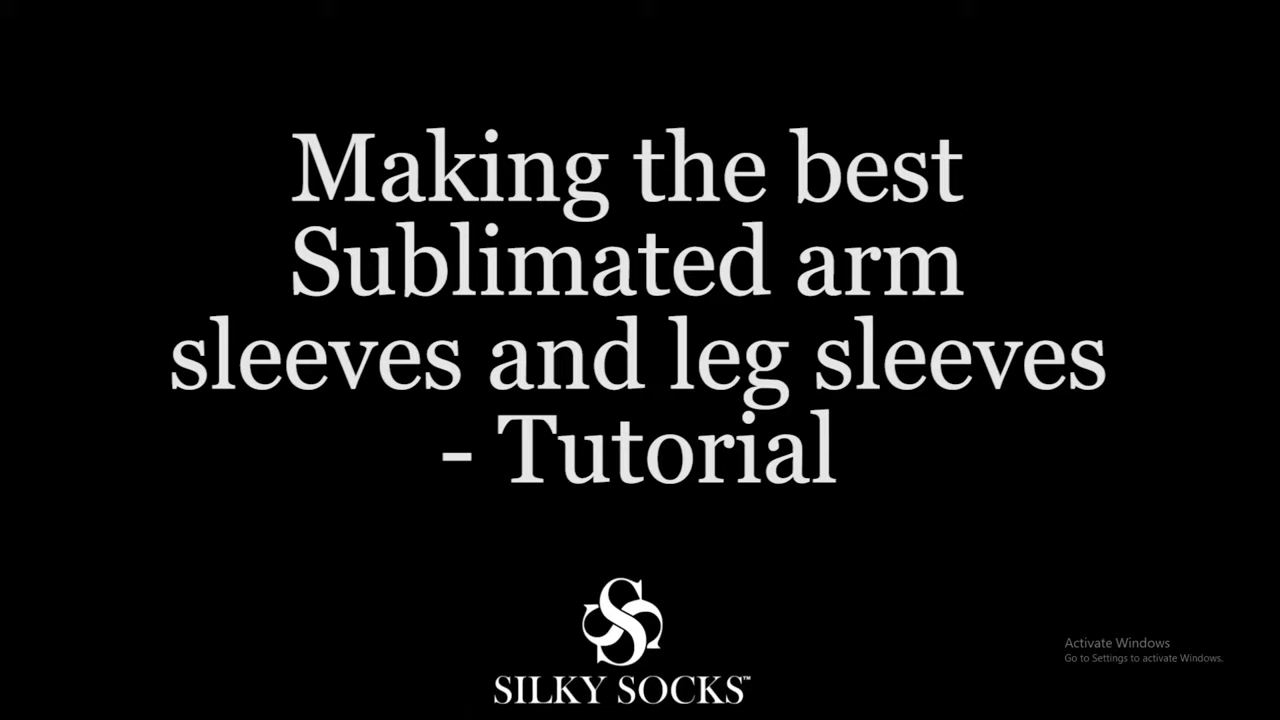 Making the best
Sublimated arm
sleeves and leg sleeves
- Tutorial
SILKY SOCKS™
Activate Windows
Go to Settings to activate Windows.